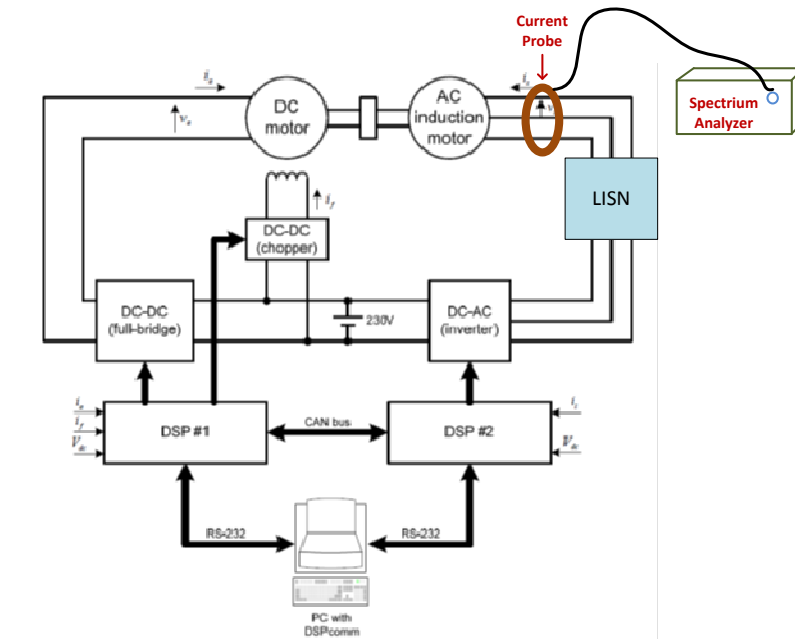 Current
Probe
i
DC
motor
AC
induction
motor
v
Spectrium
Analyzer
LISN
DC-DC
(chopper)
DC-DC
(full-bridge)
230V
DC-AC
(inverter)
DSP #1
CAN bus
DSP #2
RS-232
RS-232
PC with
DSPcomm